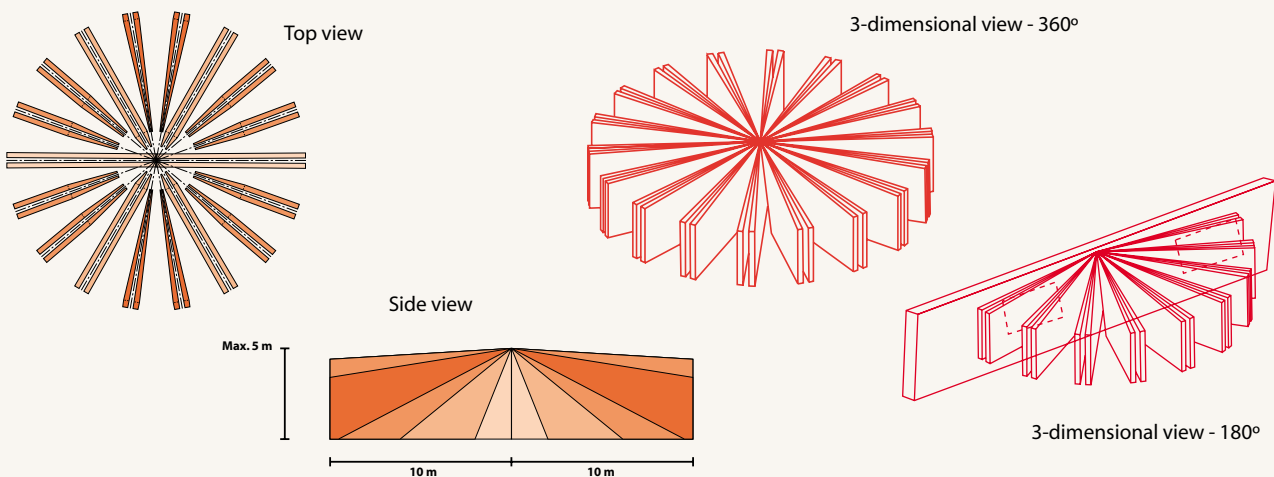 Top view
3-dimensional view - 360º
Side view
Max. 5 m
10 m
10 m
3-dimensional view - 180º